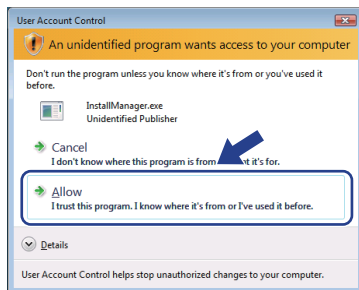 User Account Control
An unidentified program wants access to your computer
Don't run the program unless you know where it's from or you've used it
before.
InstallManager.exe
Unidentified Publisher
Cancel
I don't know where this program is from it's for.
Allow
I trust this program. I know where it's from or I've used it before.
Details
User Account Control helps stop unauthorized changes to your computer.